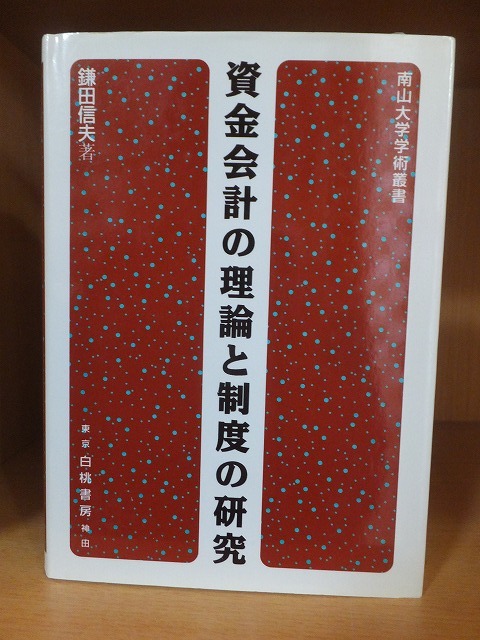 南山大学学術叢書
資金会計の理論と制度の研究
鎌田信夫著
東京白桃書房神田